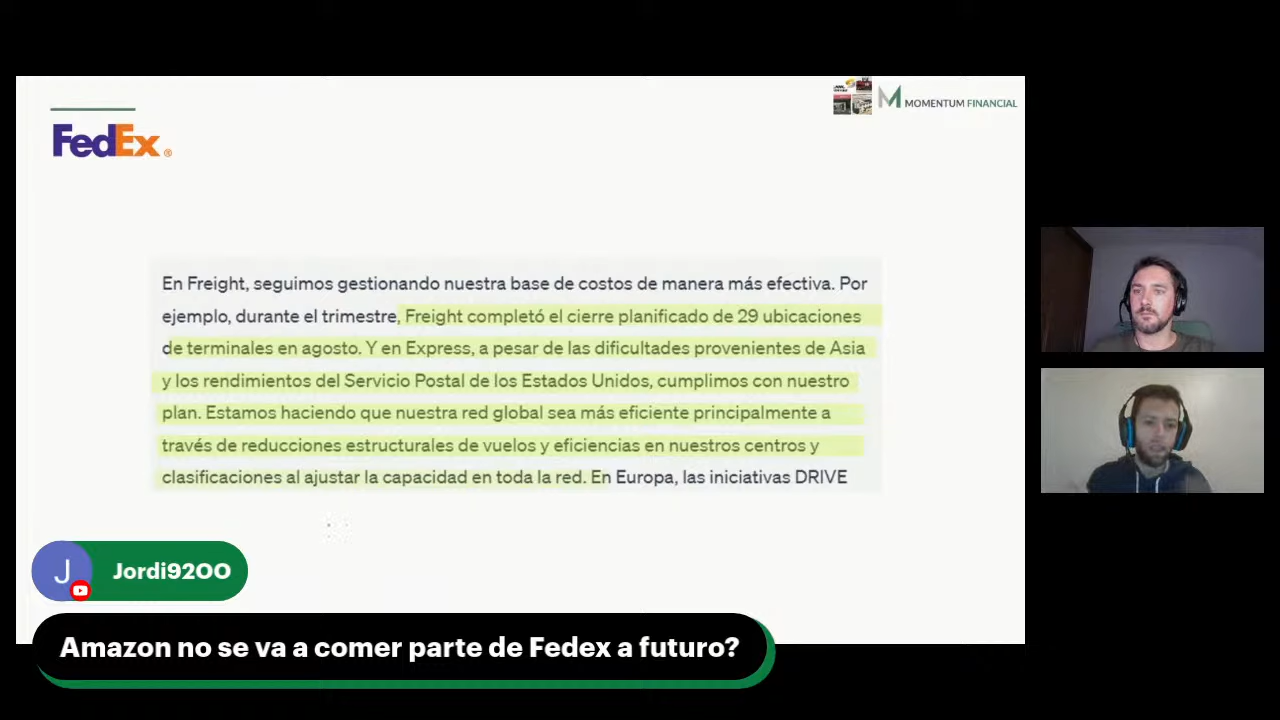 FedEx
MOMENTUM FINANCIAL
En Freight, seguimos gestionando nuestra base de costos de manera más efectiva. Por
ejemplo, durante el trimestre, Freight completó el cierre planificado de 29 ubicaciones
de terminales en agosto. Y en Express, a pesar de las dificultades provenientes de Asia
y los rendimientos del Servicio Postal de los Estados Unidos, cumplimos con nuestro
plan. Estamos haciendo que nuestra red global sea más eficiente principalmente a
través de reducciones estructurales de vuelos y eficiencias en nuestros centros y
clasificaciones al ajustar la capacidad en toda la red. En Europa, las iniciativas DRIVE
J
Jordi9200
Amazon no se va a comer parte de Fedex a futuro?